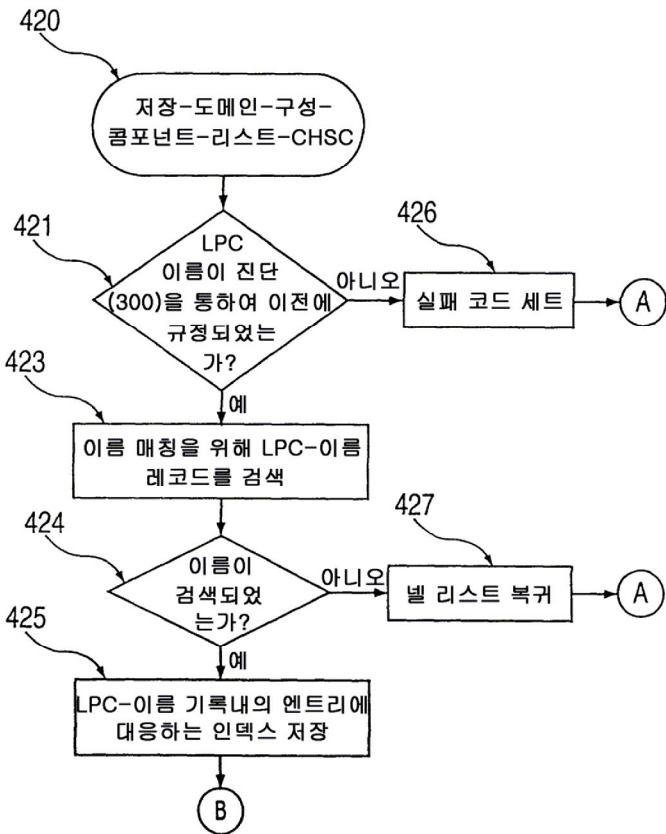 420
저장-도메인-구성-
콤포넌트-리스트-CHSC
421
LPC
이름이 진단
(300)을 통하여 이전에
규정되었는
가?
아니오
426
실패 코드 세트
A
예
423
이름 매칭을 위해 LPC-이름
레코드를 검색
424
이름이
검색되었
는가?
아니오
427
넬 리스트 복귀
A
예
425
LPC-이름 기록내의 엔트리에
대응하는 인덱스 저장
B